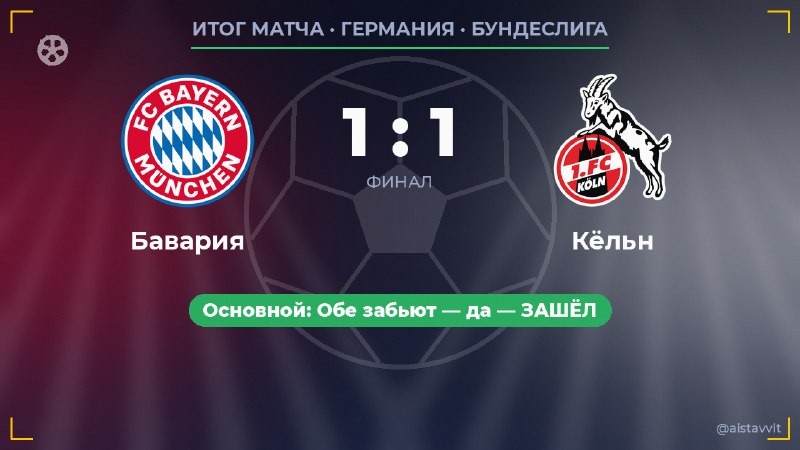 ИТОГ МАТЧА · ГЕРМАНИЯ · БУНДЕСЛИГА
FC BAYERN
MÜNCHEN
1 : 1
ФИНАЛ
1. FC
KÖLN
Бавария
Кёльн
Основной: Обе забьют — да — ЗАШЁЛ
@aistavvit